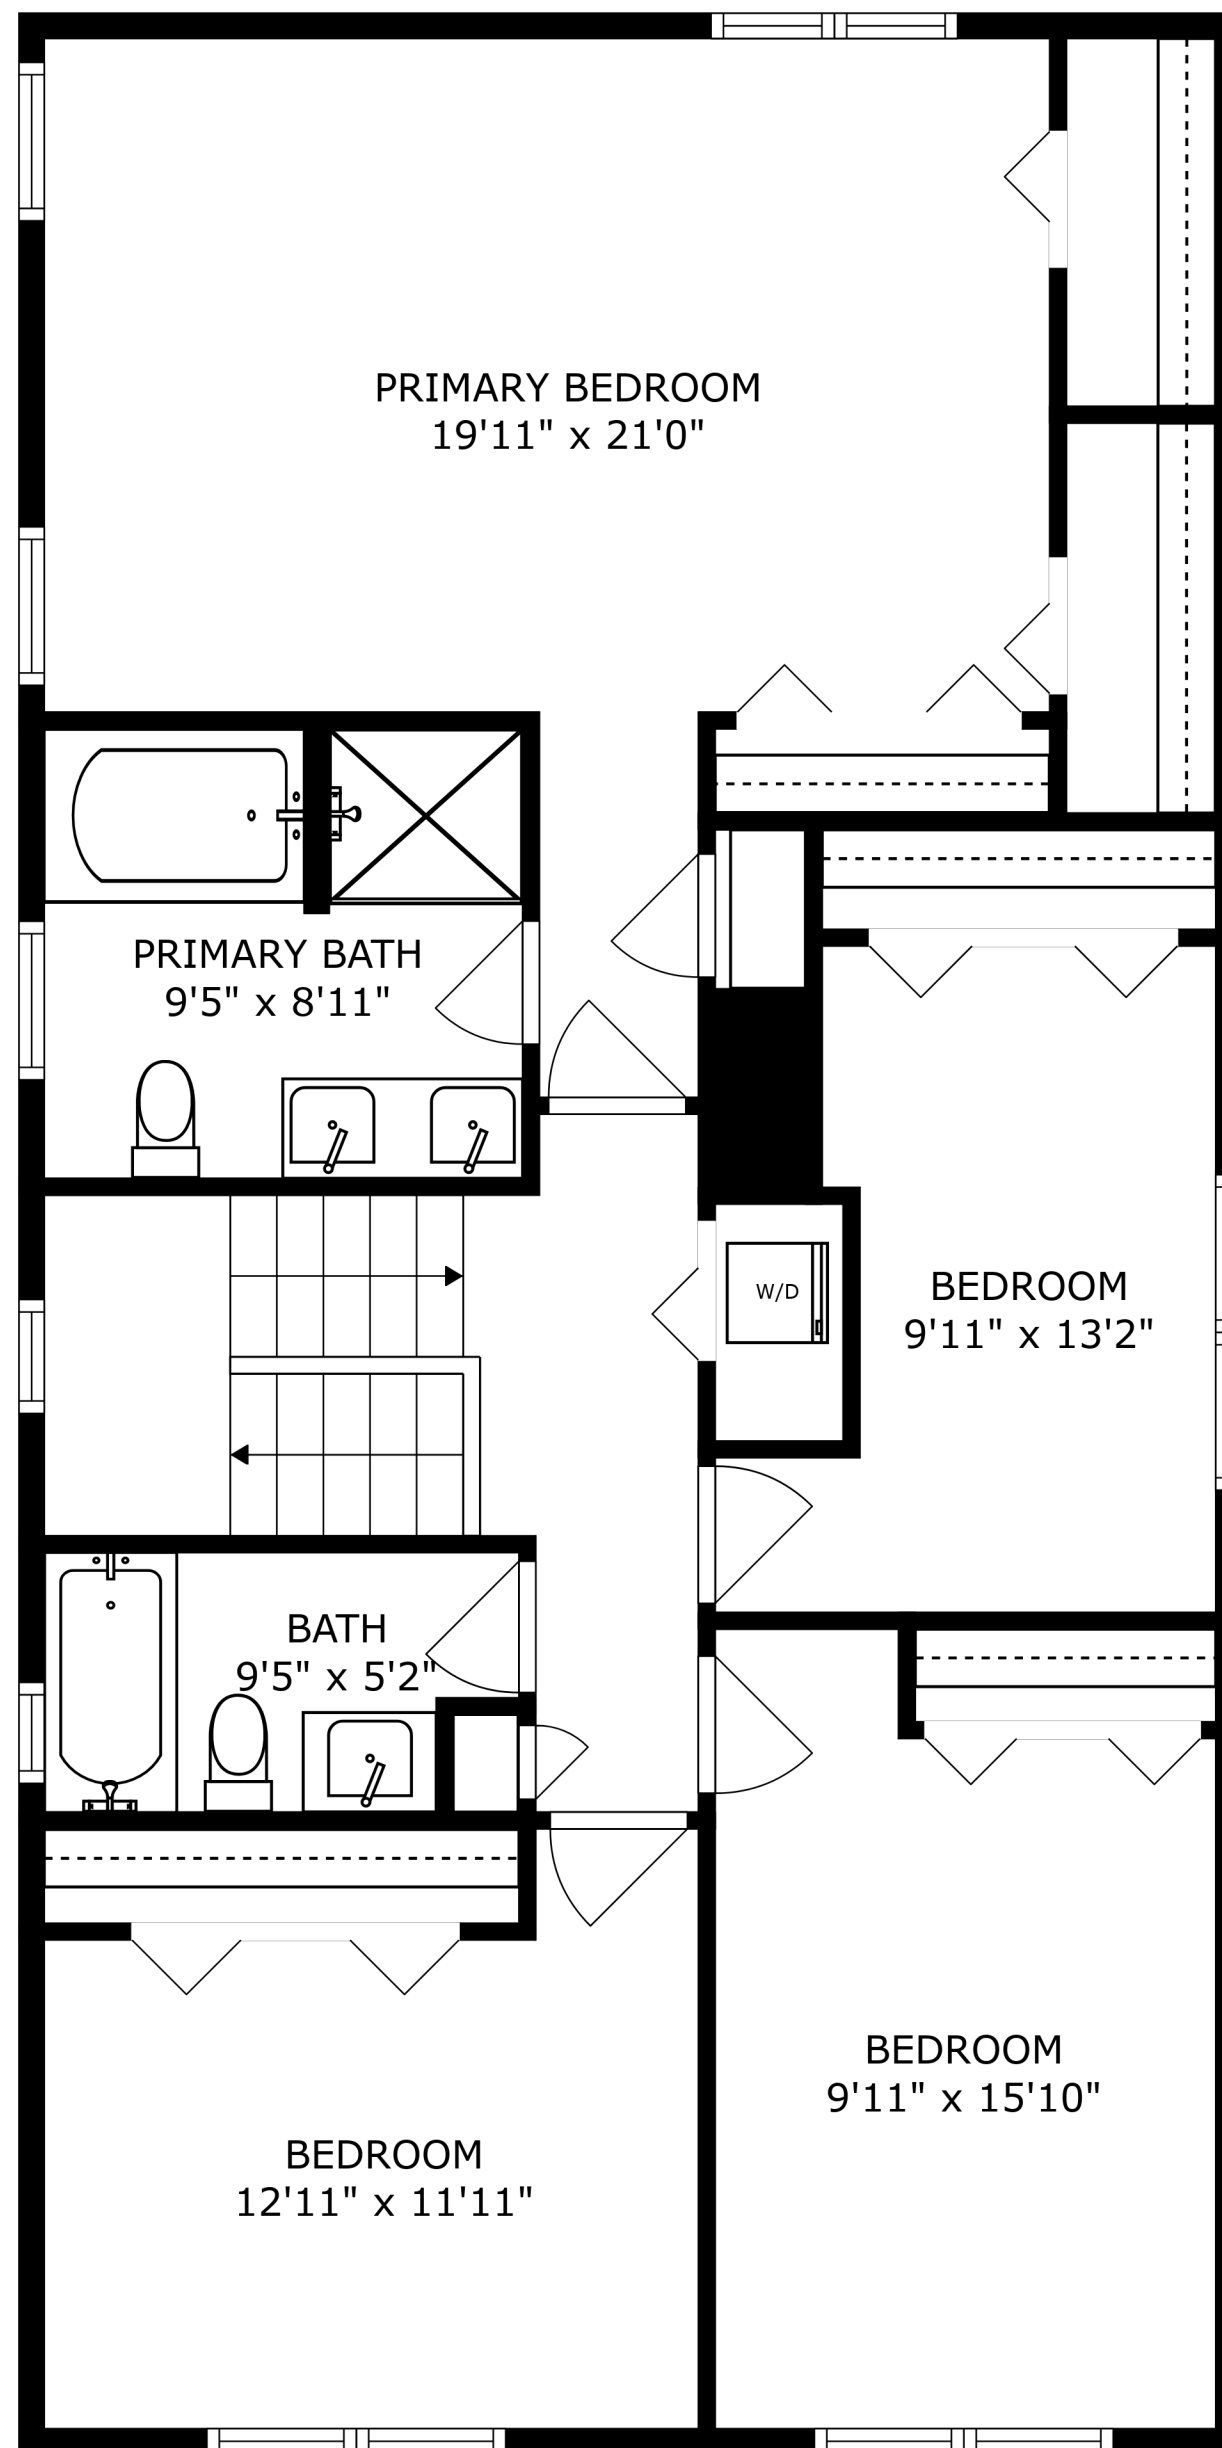 PRIMARY BEDROOM
19'11" x 21'0"
PRIMARY BATH
9'5" x 8'11"
W/D
BEDROOM
9'11" x 13'2"
BATH
9'5" x 5'2"
BEDROOM
9'11" x 15'10"
BEDROOM
12'11" x 11'11"